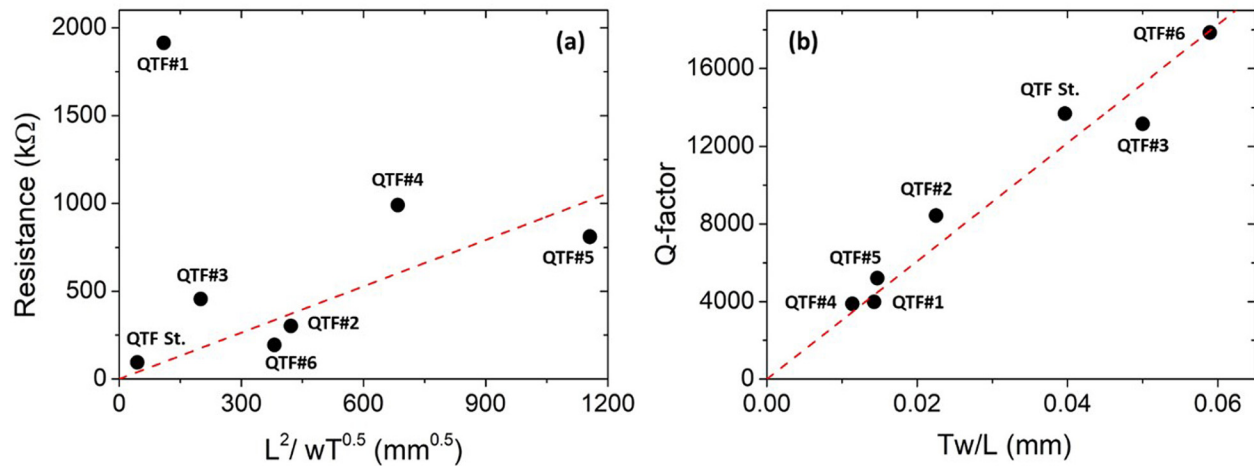 2000
1500
1000
500
0
Resistance (kΩ)
(a)
QTF#1
QTF#4
QTF#3
QTF#5
QTF#2
QTF St.
QTF#6
0 300 600 900 1200
L²/ wT⁰·⁵ (mm⁰·⁵)
16000
12000
8000
4000
0
Q-factor
(b)
QTF#6
QTF St.
QTF#3
QTF#2
QTF#5
QTF#4 QTF#1
0.00 0.02 0.04 0.06
Tw/L (mm)